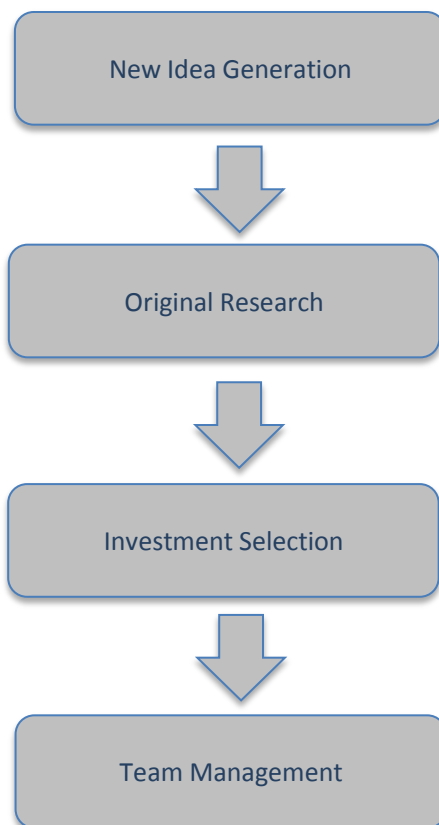 New Idea Generation
Original Research
Investment Selection
Team Management